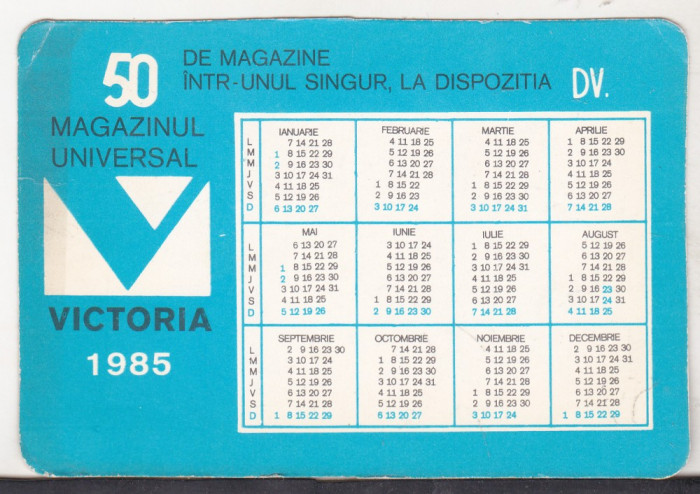 50 DE MAGAZINE
ÎNTR-UNUL SINGUR, LA DISPOZITIA DV.
MAGAZINUL
UNIVERSAL
VICTORIA
1985
IANUARIE FEBRUARIE MARTIE APRILIE
L 7 14 21 28 4 11 18 25 4 11 18 25 1 8 15 22 29
M 1 8 15 22 29 5 12 19 26 5 12 19 26 2 9 16 23 30
M 2 9 16 23 30 6 13 20 27 6 13 20 27 3 10 17 24
J 3 10 17 24 31 7 14 21 28 7 14 21 28 4 11 18 25
V 4 11 18 25 1 8 15 22 1 8 15 22 29 5 12 19 26
S 5 12 19 26 2 9 16 23 2 9 16 23 30 6 13 20 27
D 6 13 20 27 3 10 17 24 3 10 17 24 31 7 14 21 28
MAI IUNIE IULIE AUGUST
L 6 13 20 27 3 10 17 24 1 8 15 22 29 5 12 19 26
M 7 14 21 28 4 11 18 25 2 9 16 23 30 6 13 20 27
M 1 8 15 22 29 5 12 19 26 3 10 17 24 31 7 14 21 28
J 2 9 16 23 30 6 13 20 27 4 11 18 25 1 8 15 22 29
V 3 10 17 24 31 7 14 21 28 5 12 19 26 2 9 16 23 30
S 4 11 18 25 1 8 15 22 29 6 13 20 27 3 10 17 24 31
D 5 12 19 26 2 9 16 23 30 7 14 21 28 4 11 18 25
SEPTEMBRIE OCTOMBRIE NOIEMBRIE DECEMBRIE
L 2 9 16 23 30 7 14 21 28 4 11 18 25 2 9 16 23 30
M 3 10 17 24 1 8 15 22 29 5 12 19 26 3 10 17 24 31
M 4 11 18 25 2 9 16 23 30 6 13 20 27 4 11 18 25
J 5 12 19 26 3 10 17 24 31 7 14 21 28 5 12 19 26
V 6 13 20 27 4 11 18 25 1 8 15 22 29 6 13 20 27
S 7 14 21 28 5 12 19 26 2 9 16 23 30 7 14 21 28
D 1 8 15 22 29 6 13 20 27 3 10 17 24 1 8 15 22 29